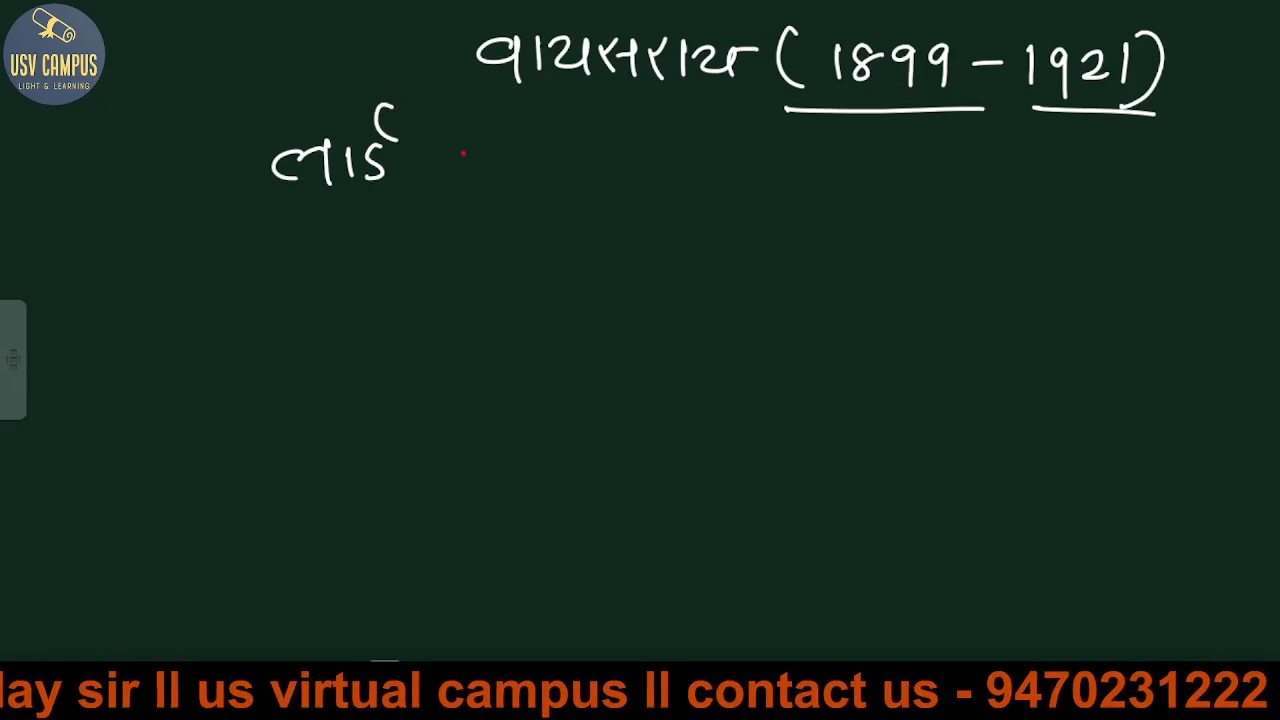 USV CAMPUS
LIGHT & LEARNING
वायसराय (1899 - 1921)
लार्ड
lay sir ll us virtual campus ll contact us - 9470231222